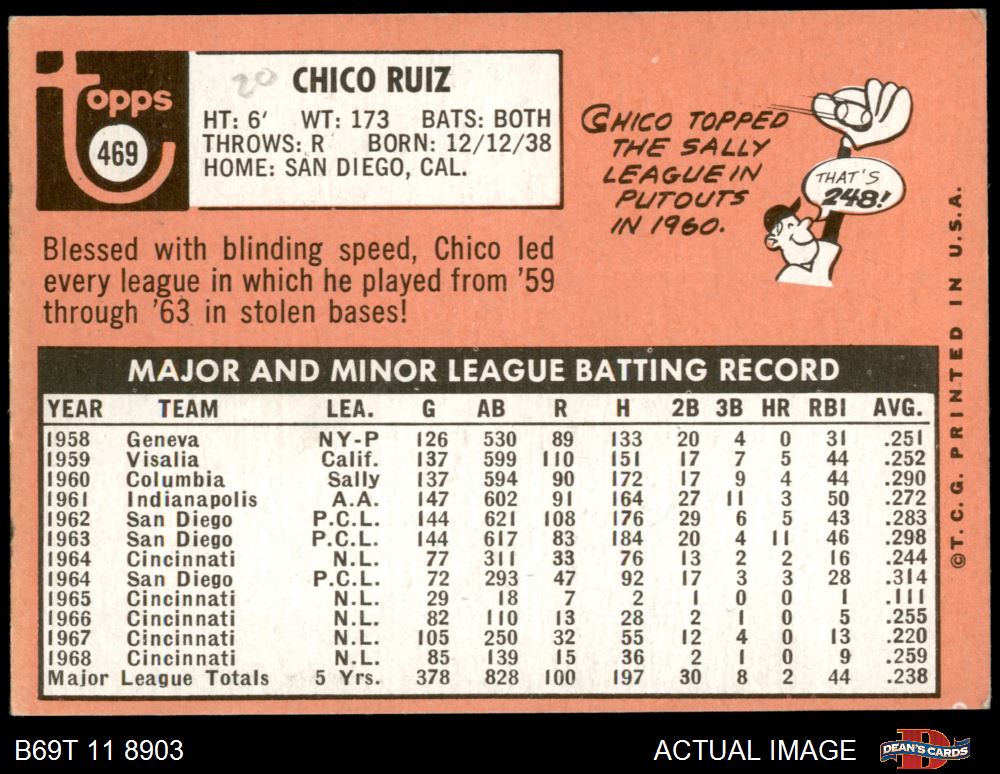 Topps
469
20
CHICO RUIZ
HT: 6' WT: 173 BATS: BOTH
THROWS: R BORN: 12/12/38
HOME: SAN DIEGO, CAL.
CHICO TOPPED
THE SALLY
LEAGUE IN
PUTOUTS
IN 1960.
THAT'S
248!
Blessed with blinding speed, Chico led
every league in which he played from '59
through '63 in stolen bases!
MAJOR AND MINOR LEAGUE BATTING RECORD
YEAR TEAM LEA. G AB R H 2B 3B HR RBI AVG.
1958 Geneva NY-P 126 530 89 133 20 4 0 31 .251
1959 Visalia Calif. 137 599 110 151 17 7 5 44 .252
1960 Columbia Sally 137 594 90 172 17 9 4 44 .290
1961 Indianapolis A.A. 147 602 91 164 27 11 3 50 .272
1962 San Diego P.C.L. 144 621 108 176 29 6 5 43 .283
1963 San Diego P.C.L. 144 617 83 184 20 4 11 46 .298
1964 Cincinnati N.L. 77 311 33 76 13 2 2 16 .244
1964 San Diego P.C.L. 72 293 47 92 17 3 3 28 .314
1965 Cincinnati N.L. 29 18 7 2 1 0 0 1 .111
1966 Cincinnati N.L. 82 110 13 28 2 1 0 5 .255
1967 Cincinnati N.L. 105 250 32 55 12 4 0 13 .220
1968 Cincinnati N.L. 85 139 15 36 2 1 0 9 .259
Major League Totals 5 Yrs. 378 828 100 197 30 8 2 44 .238
©T.C.G. PRINTED IN U.S.A.
B69T 11 8903
ACTUAL IMAGE
DEAN'S CARDS